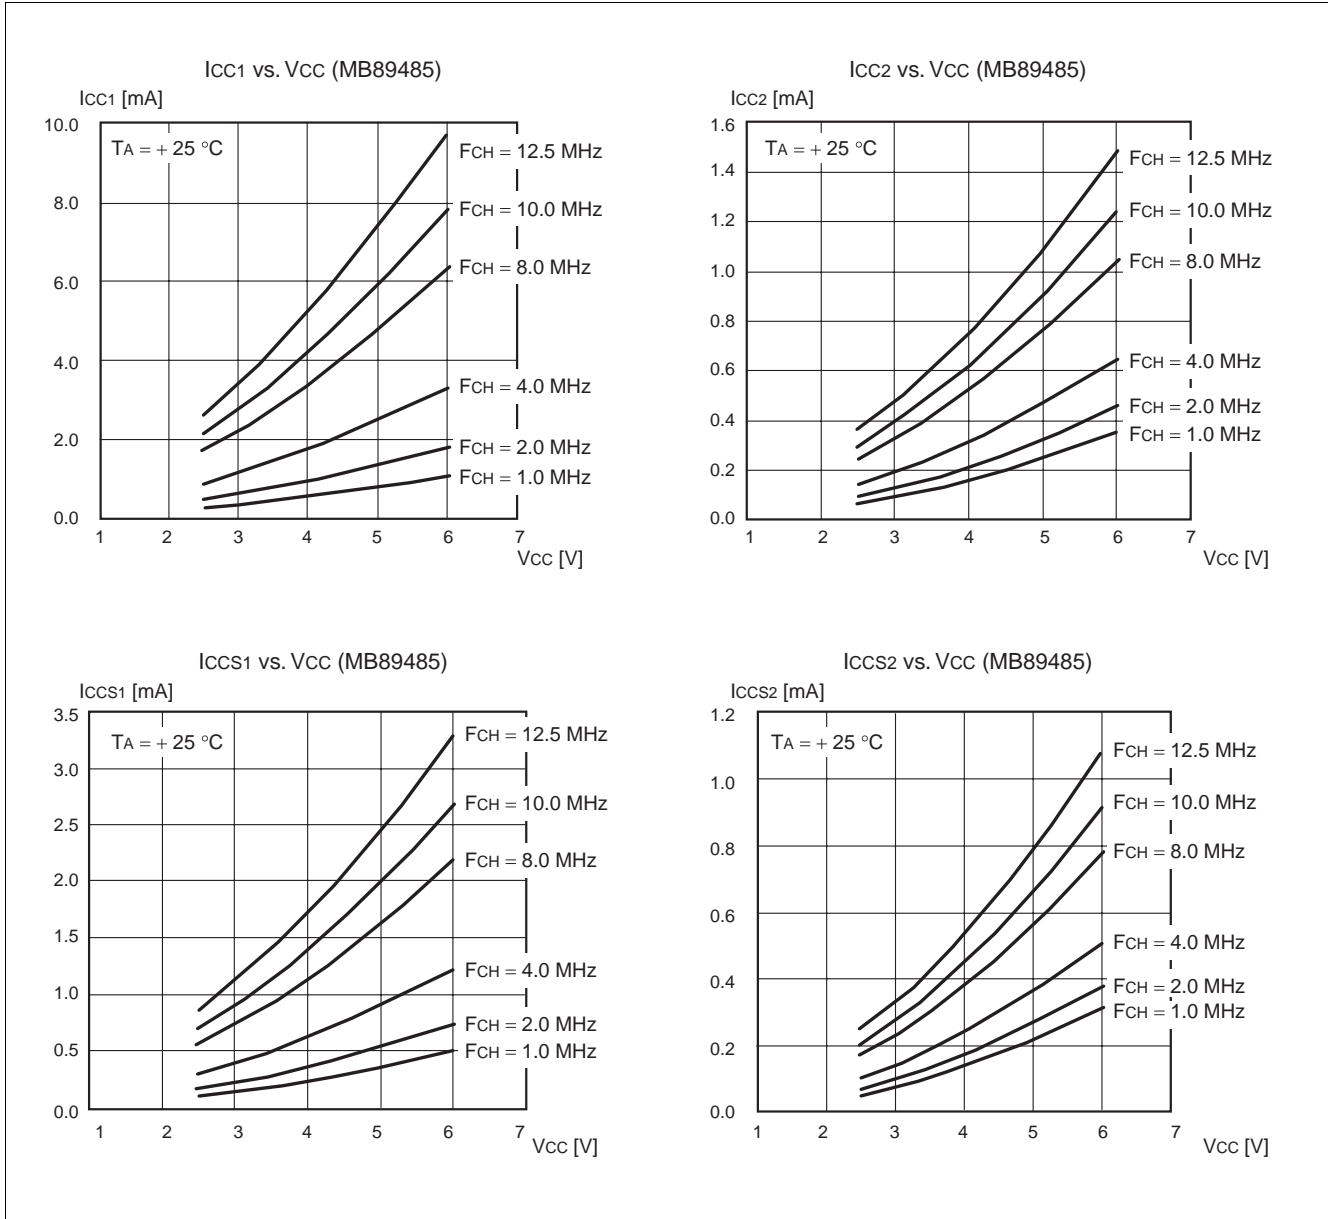 ICC1 vs. VCC (MB89485)
ICC1 [mA]
10.0
8.0
6.0
4.0
2.0
0.0
TA = + 25 °C
FCH = 12.5 MHz
FCH = 10.0 MHz
FCH = 8.0 MHz
FCH = 4.0 MHz
FCH = 2.0 MHz
FCH = 1.0 MHz
1 2 3 4 5 6 7
VCC [V]
ICC2 vs. VCC (MB89485)
ICC2 [mA]
1.6
1.4
1.2
1.0
0.8
0.6
0.4
0.2
0.0
TA = + 25 °C
FCH = 12.5 MHz
FCH = 10.0 MHz
FCH = 8.0 MHz
FCH = 4.0 MHz
FCH = 2.0 MHz
FCH = 1.0 MHz
1 2 3 4 5 6 7
VCC [V]
ICCS1 vs. VCC (MB89485)
ICCS1 [mA]
3.5
3.0
2.5
2.0
1.5
1.0
0.5
0.0
TA = + 25 °C
FCH = 12.5 MHz
FCH = 10.0 MHz
FCH = 8.0 MHz
FCH = 4.0 MHz
FCH = 2.0 MHz
FCH = 1.0 MHz
1 2 3 4 5 6 7
VCC [V]
ICCS2 vs. VCC (MB89485)
ICCS2 [mA]
1.2
1.0
0.8
0.6
0.4
0.2
0.0
TA = + 25 °C
FCH = 12.5 MHz
FCH = 10.0 MHz
FCH = 8.0 MHz
FCH = 4.0 MHz
FCH = 2.0 MHz
FCH = 1.0 MHz
1 2 3 4 5 6 7
VCC [V]